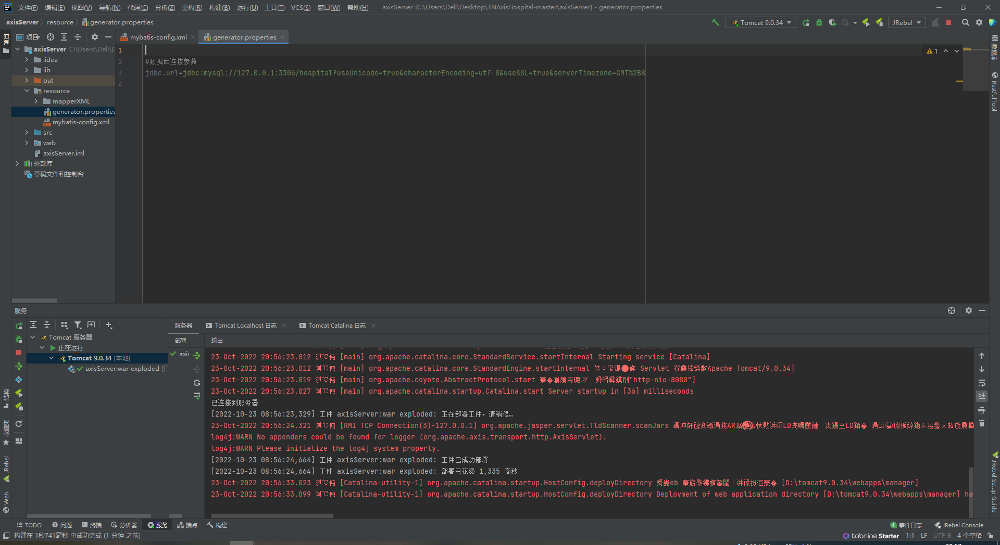 文件(F) 编辑(E) 视图(V) 导航(N) 代码(C) 分析(Z) 重构(R) 构建(B) 运行(U) 工具(T) VCS(S) 窗口(W) 帮助(H) axisServer [C:\Users\Dell\Desktop\TNAxisHospital-master\axisServer] - generator.properties
axisServer resource generator.properties Tomcat 9.0.34 JRebel
项目 mybatis-config.xml generator.properties
axisServer C:\Users\Dell\D
.idea
lib
out
resource
mapperXML
generator.properties
mybatis-config.xml
src
web
axisServer.iml
外部库
草稿文件和控制台
1
2 #数据库连接参数
3 jdbc.url=jdbc:mysql://127.0.0.1:3306/hospital?useUnicode=true&characterEncoding=utf-8&useSSL=true&serverTimezone=GMT%2B8
4
1
项目
结构
收藏夹
JRebel
Web
数据库
RestfulTool
JRebel Setup Guide
服务
服务器 Tomcat Localhost 日志 Tomcat Catalina 日志
部署 输出
Tomcat 服务器
正在运行
Tomcat 9.0.34 [本地]
axisServer:war exploded
axis
23-Oct-2022 20:56:23.012 [main] org.apache.catalina.core.StandardService.startInternal Starting service [Catalina]
23-Oct-2022 20:56:23.012 [main] org.apache.catalina.core.StandardEngine.startInternal Servlet Apache Tomcat/9.0.34]
23-Oct-2022 20:56:23.019 [main] org.apache.coyote.AbstractProtocol.start "http-nio-8080"]
23-Oct-2022 20:56:23.027 [main] org.apache.catalina.startup.Catalina.start Server startup in [36] milliseconds
已连接到服务器
[2022-10-23 08:56:23,329] 工件 axisServer:war exploded: 正在部署工件，请稍候…
23-Oct-2022 20:56:24.321 [RMI TCP Connection(3)-127.0.0.1] org.apache.jasper.servlet.TldScanner.scanJars
log4j:WARN No appenders could be found for logger (org.apache.axis.transport.http.AxisServlet).
log4j:WARN Please initialize the log4j system properly.
[2022-10-23 08:56:24,664] 工件 axisServer:war exploded: 工件已成功部署
[2022-10-23 08:56:24,664] 工件 axisServer:war exploded: 部署已花费 1,335 毫秒
23-Oct-2022 20:56:33.023 [Catalina-utility-1] org.apache.catalina.startup.HostConfig.deployDirectory [D:\tomcat9.0.34\webapps\manager]
23-Oct-2022 20:56:33.099 [Catalina-utility-1] org.apache.catalina.startup.HostConfig.deployDirectory Deployment of web application directory [D:\tomcat9.0.34\webapps\manager] ha
TODO 问题 终端 分析器 服务 端点 构建 4 事件日志 JRebel Console
构建在 1秒741毫秒 中成功完成 (1 分钟 之前) tabnine Starter 1:1 LF UTF-8 4 个空格